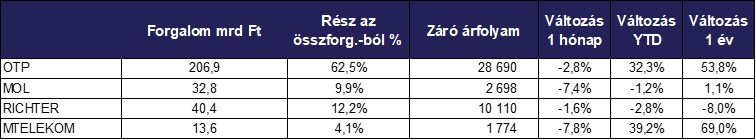 Forgalom mrd Ft Rész az összforg.-ból % Záró árfolyam Változás 1 hónap Változás YTD Változás 1 év
OTP 206,9 62,5% 28 690 -2,8% 32,3% 53,8%
MOL 32,8 9,9% 2 698 -7,4% -1,2% 1,1%
RICHTER 40,4 12,2% 10 110 -1,6% -2,8% -8,0%
MTELEKOM 13,6 4,1% 1 774 -7,8% 39,2% 69,0%